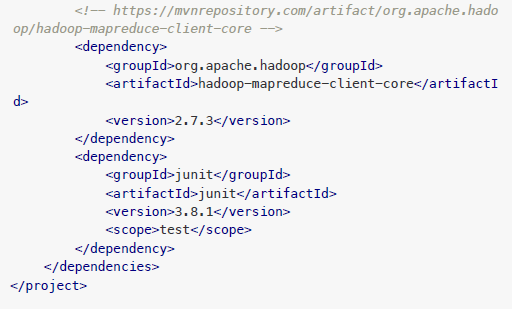 <!-- https://mvnrepository.com/artifact/org.apache.hado
op/hadoop-mapreduce-client-core -->
        <dependency>
            <groupId>org.apache.hadoop</groupId>
            <artifactId>hadoop-mapreduce-client-core</artifactI
d>
            <version>2.7.3</version>
        </dependency>
        <dependency>
            <groupId>junit</groupId>
            <artifactId>junit</artifactId>
            <version>3.8.1</version>
            <scope>test</scope>
        </dependency>
    </dependencies>
</project>